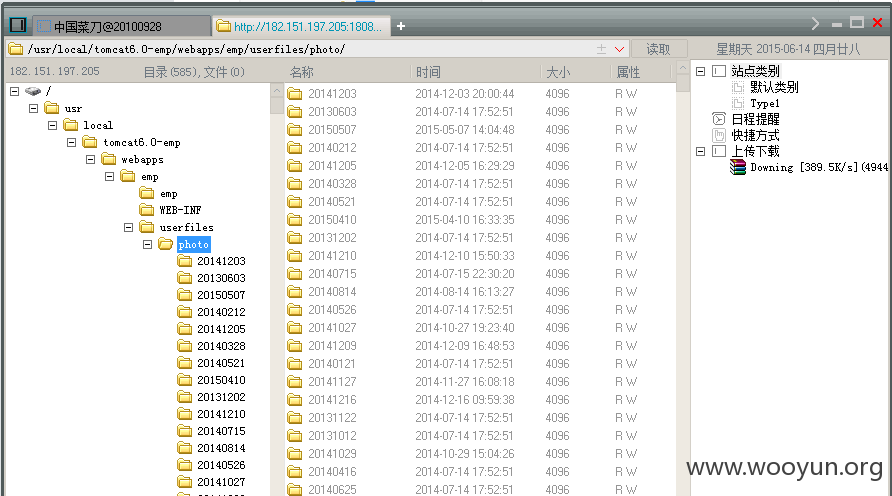 中国菜刀@20100928
http://182.151.197.205:1808...
+
/usr/local/tomcat6.0-emp/webapps/emp/userfiles/photo/
读取
星期天 2015-06-14 四月廿八
182.151.197.205
目录(585),文件(0)
名称 时间 大小 属性
/
usr
local
tomcat6.0-emp
webapps
emp
emp
WEB-INF
userfiles
photo
20141203
20130603
20150507
20140212
20141205
20140328
20140521
20150410
20131202
20141210
20140715
20140814
20140526
20141027
20141203 2014-12-03 20:00:44 4096 R W
20130603 2014-07-14 17:52:51 4096 R W
20150507 2015-05-07 14:04:48 4096 R W
20140212 2014-07-14 17:52:51 4096 R W
20141205 2014-12-05 16:29:29 4096 R W
20140328 2014-07-14 17:52:51 4096 R W
20140521 2014-07-14 17:52:51 4096 R W
20150410 2015-04-10 16:33:35 4096 R W
20131202 2014-07-14 17:52:51 4096 R W
20141210 2014-12-10 15:50:33 4096 R W
20140715 2014-07-15 22:30:20 4096 R W
20140814 2014-08-14 16:13:27 4096 R W
20140526 2014-07-14 17:52:51 4096 R W
20141027 2014-10-27 19:23:40 4096 R W
20141209 2014-12-09 16:48:53 4096 R W
20140121 2014-07-14 17:52:51 4096 R W
20141127 2014-11-27 16:08:18 4096 R W
20141216 2014-12-16 09:59:38 4096 R W
20131122 2014-07-14 17:52:51 4096 R W
20131012 2014-07-14 17:52:51 4096 R W
20141029 2014-10-29 15:04:26 4096 R W
20140416 2014-07-14 17:52:51 4096 R W
20140625 2014-07-14 17:52:51 4096 R W
站点类别
默认类别
Type1
日程提醒
快捷方式
上传下载
Downing [389.5K/s](4944
www.wooyun.org